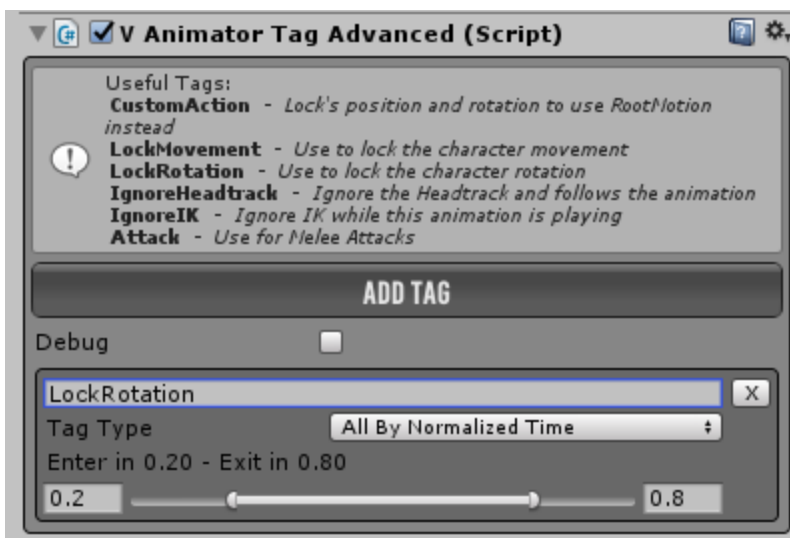 V Animator Tag Advanced (Script)
Useful Tags:
CustomAction - Lock's position and rotation to use RootMotion
instead
LockMovement - Use to lock the character movement
LockRotation - Use to lock the character rotation
IgnoreHeadtrack - Ignore the Headtrack and follows the animation
IgnoreIK - Ignore IK while this animation is playing
Attack - Use for Melee Attacks
ADD TAG
Debug
LockRotation X
Tag Type All By Normalized Time
Enter in 0.20 - Exit in 0.80
0.2 0.8